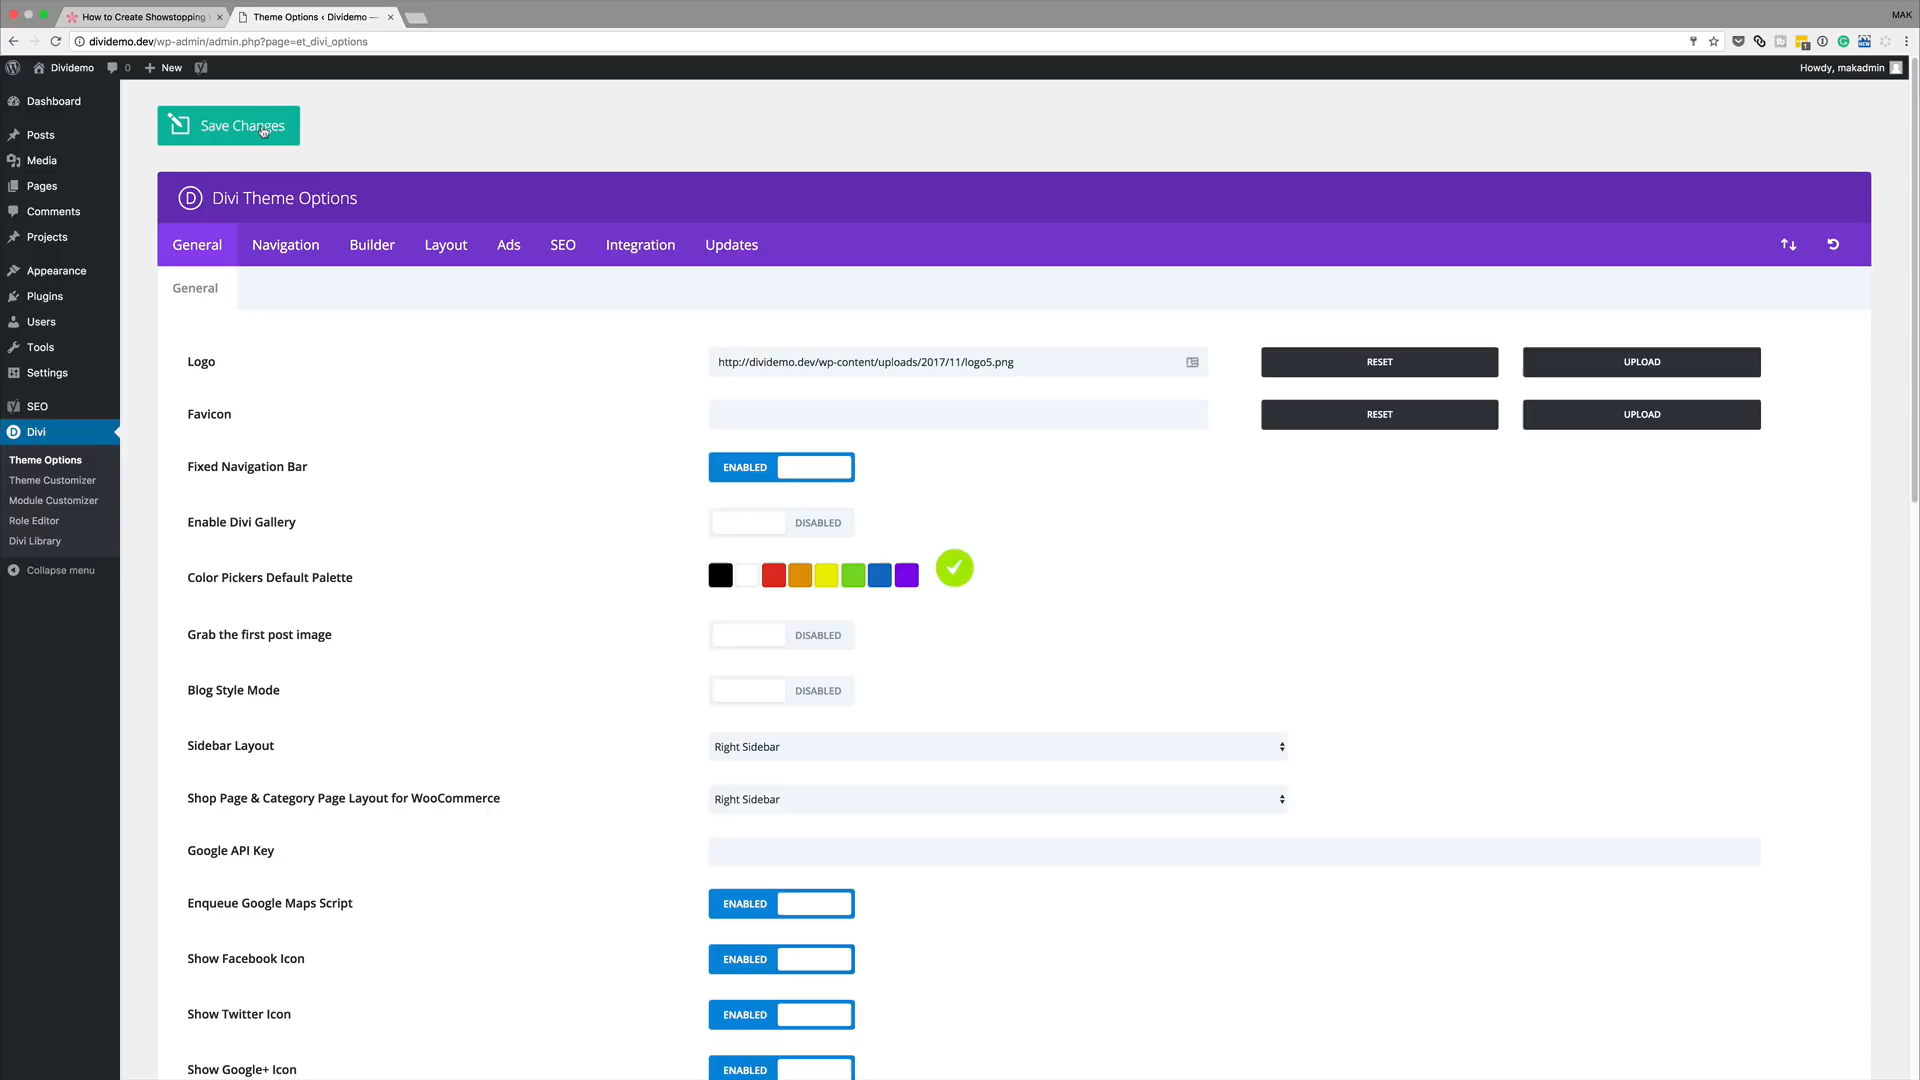 How to Create Showstopping
Theme Options ‹ Dividemo —
MAK
dividemo.dev/wp-admin/admin.php?page=et_divi_options
1
Dividemo
0
New
Howdy, makadmin
Dashboard
Posts
Media
Pages
Comments
Projects
Appearance
Plugins
Users
Tools
Settings
SEO
Divi
Theme Options
Theme Customizer
Module Customizer
Role Editor
Divi Library
Collapse menu
Save Changes
D Divi Theme Options
General Navigation Builder Layout Ads SEO Integration Updates
General
Logo http://dividemo.dev/wp-content/uploads/2017/11/logo5.png RESET UPLOAD
Favicon RESET UPLOAD
Fixed Navigation Bar ENABLED
Enable Divi Gallery DISABLED
Color Pickers Default Palette
Grab the first post image DISABLED
Blog Style Mode DISABLED
Sidebar Layout Right Sidebar
Shop Page & Category Page Layout for WooCommerce Right Sidebar
Google API Key
Enqueue Google Maps Script ENABLED
Show Facebook Icon ENABLED
Show Twitter Icon ENABLED
Show Google+ Icon ENABLED